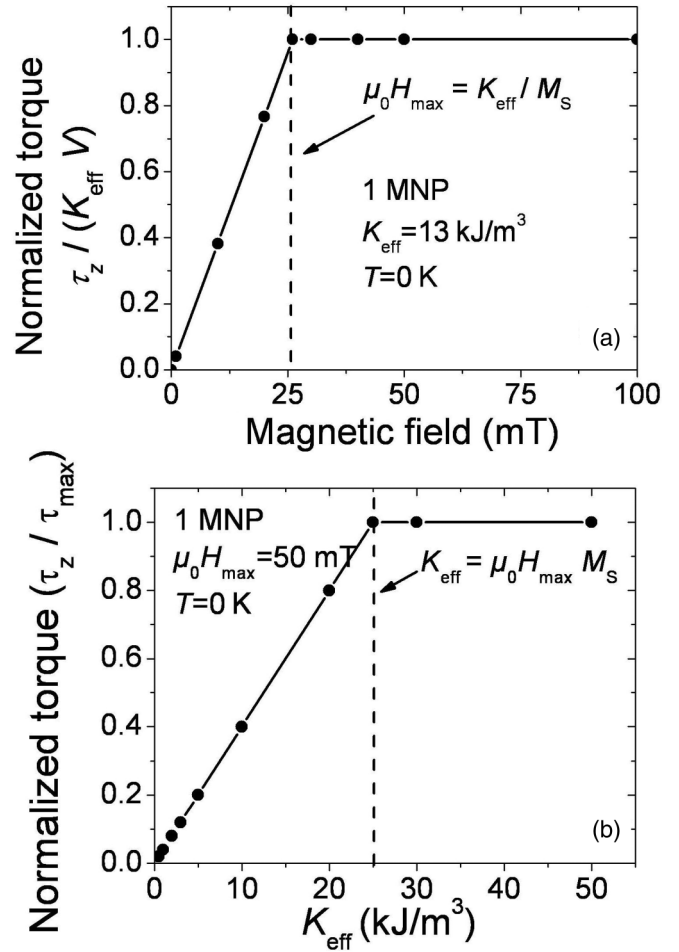 Normalized torque
τz / (Keff V)
1.0
0.8
0.6
0.4
0.2
0.0
μ0Hmax = Keff / MS
1 MNP
Keff=13 kJ/m³
T=0 K
(a)
0 25 50 75 100
Magnetic field (mT)
Normalized torque (τz / τmax)
1.0
0.8
0.6
0.4
0.2
0.0
1 MNP
μ0Hmax=50 mT
T=0 K
Keff = μ0Hmax MS
(b)
0 10 20 30 40 50
Keff (kJ/m³)